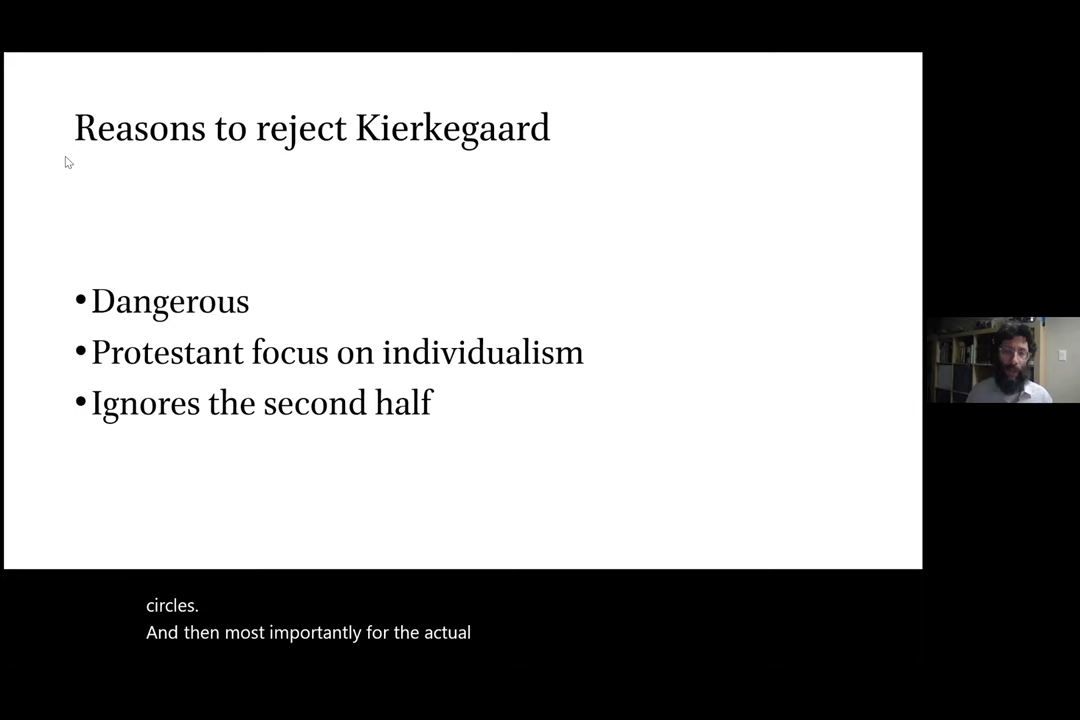 Reasons to reject Kierkegaard
•Dangerous
•Protestant focus on individualism
•Ignores the second half
circles.
And then most importantly for the actual